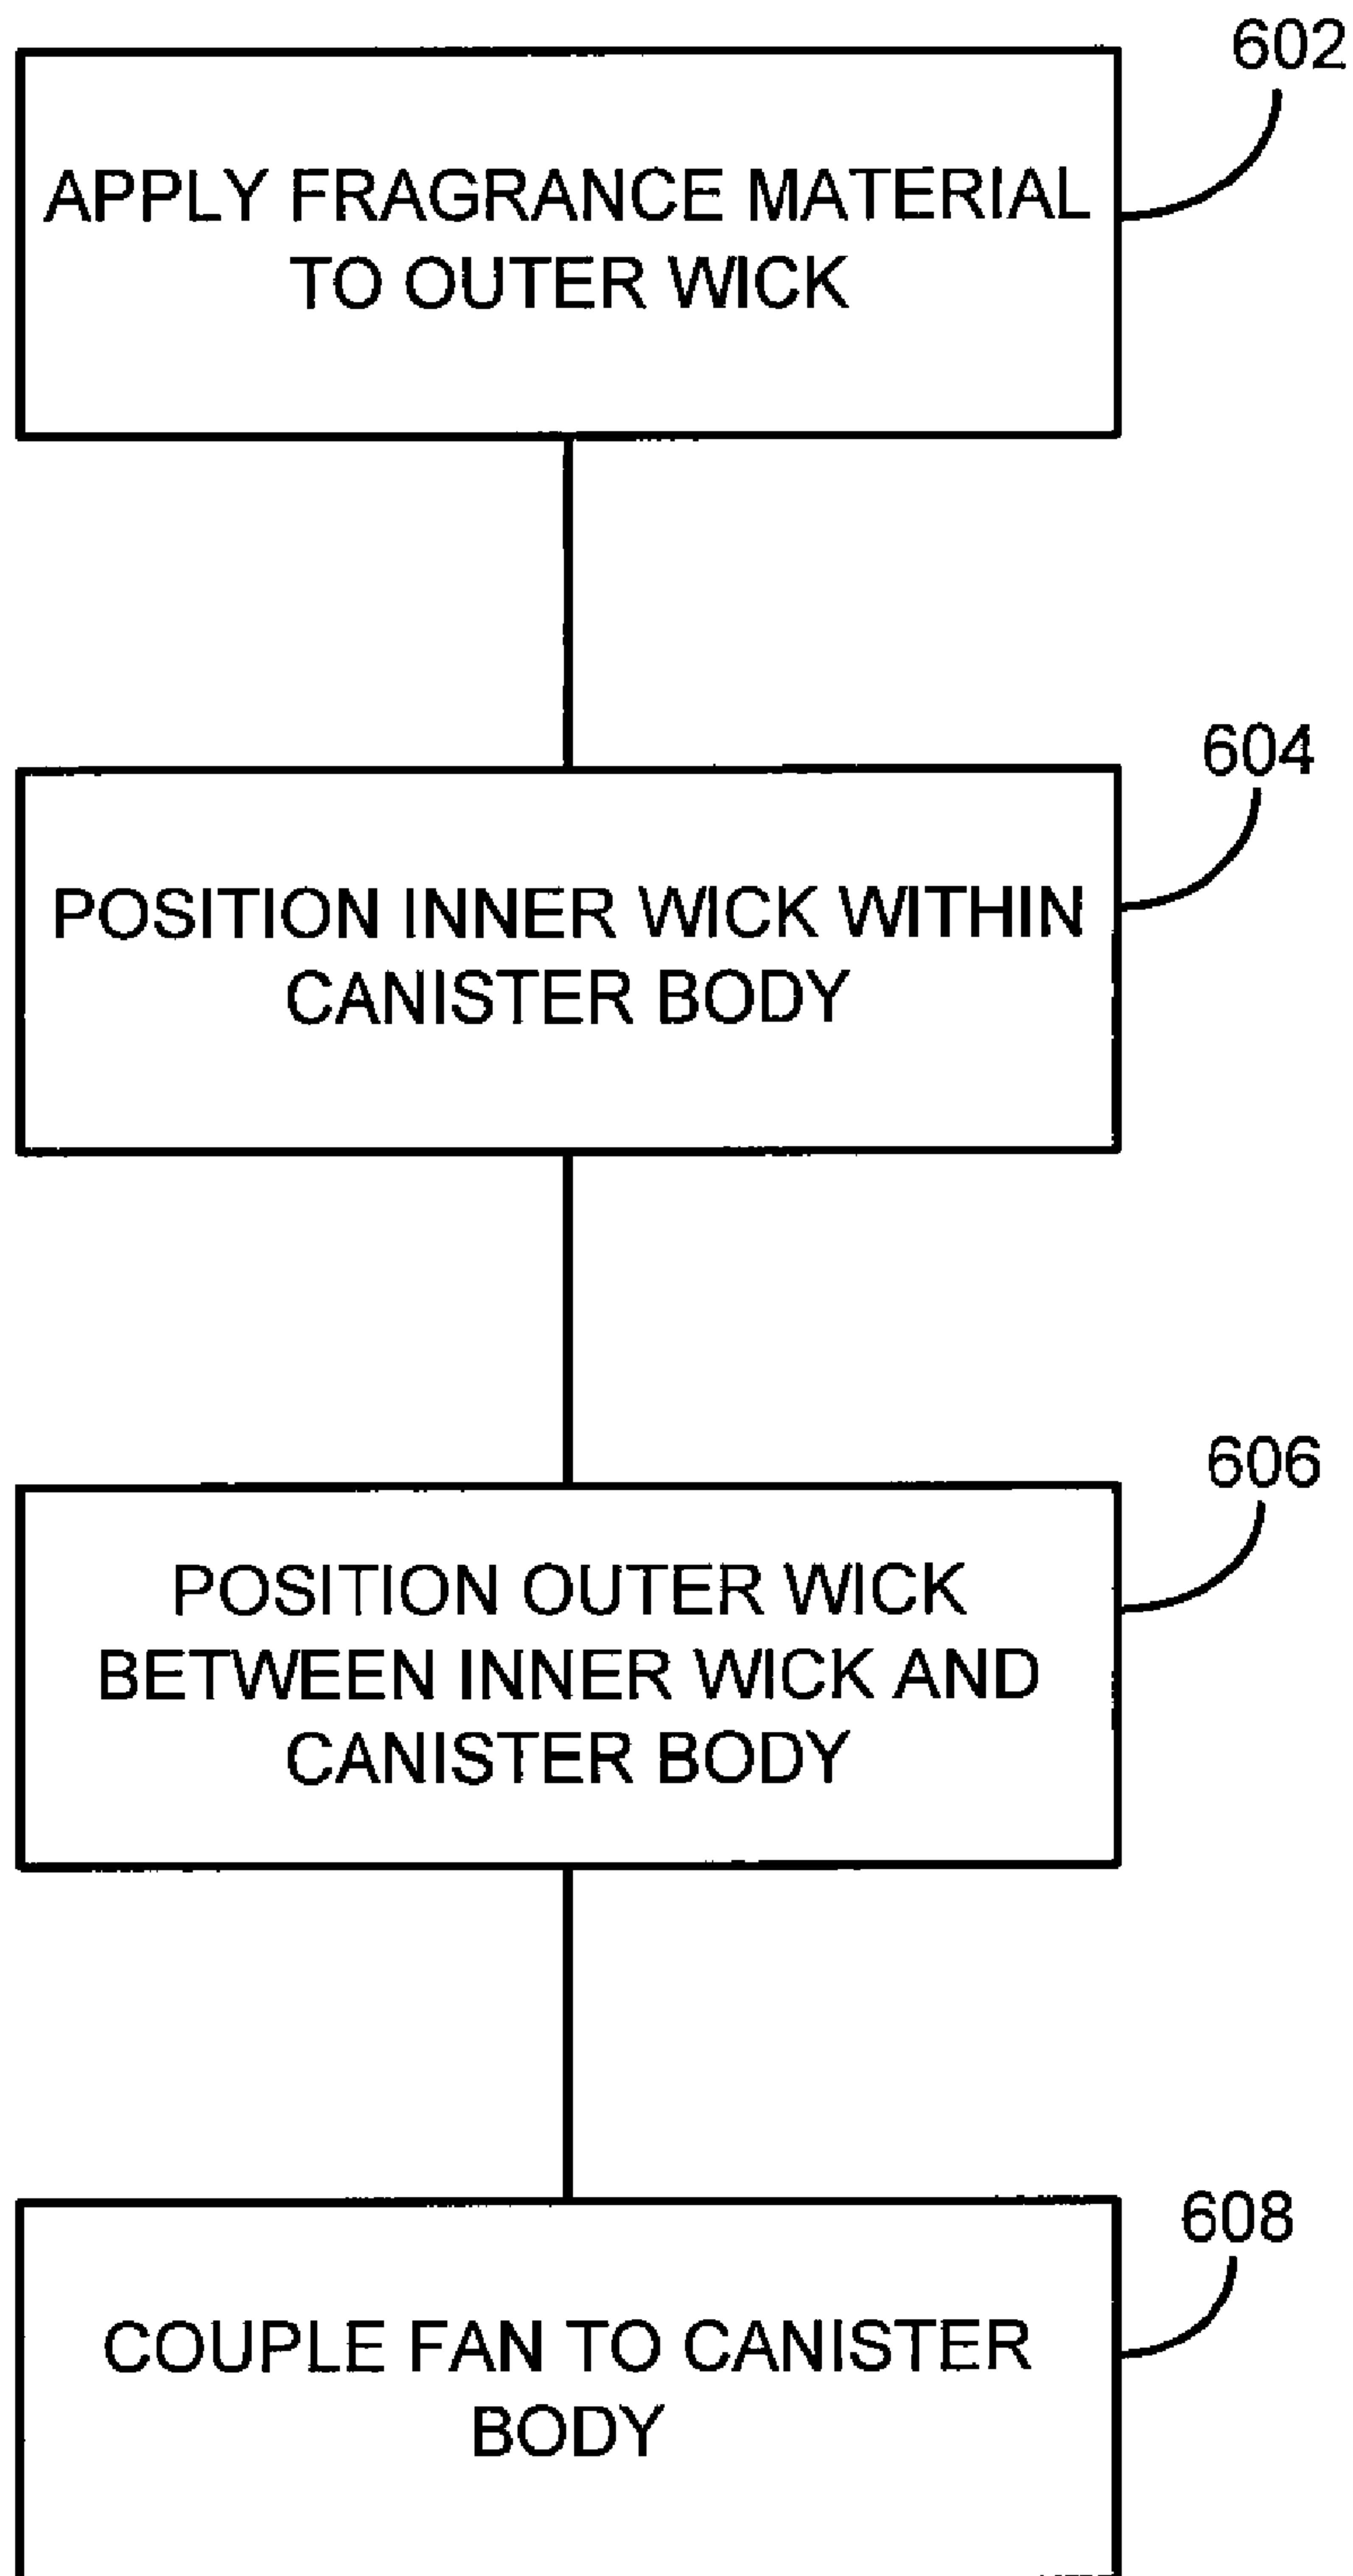 602
APPLY FRAGRANCE MATERIAL
TO OUTER WICK
604
POSITION INNER WICK WITHIN
CANISTER BODY
606
POSITION OUTER WICK
BETWEEN INNER WICK AND
CANISTER BODY
608
COUPLE FAN TO CANISTER
BODY